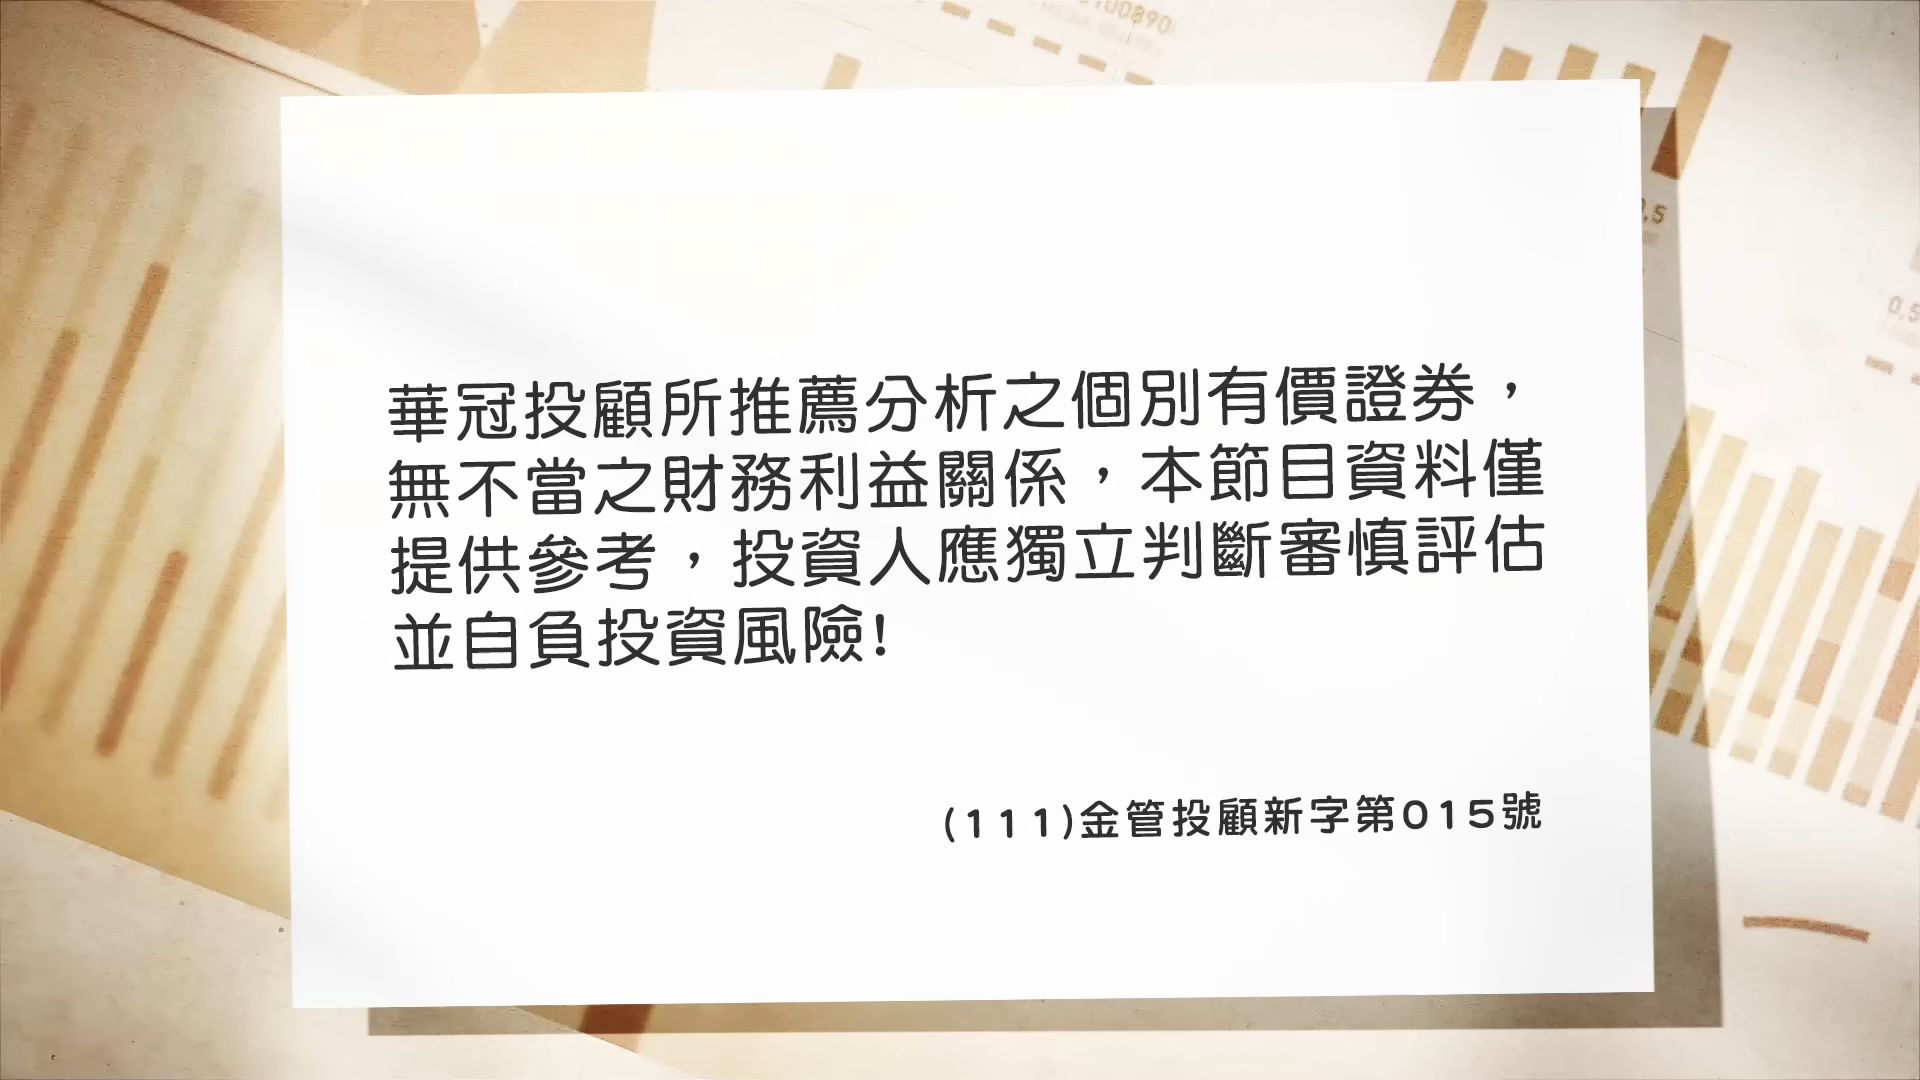 00890
華冠投顧所推薦分析之個別有價證券，
無不當之財務利益關係，本節目資料僅
提供參考，投資人應獨立判斷審慎評估
並自負投資風險!
(111)金管投顧新字第015號